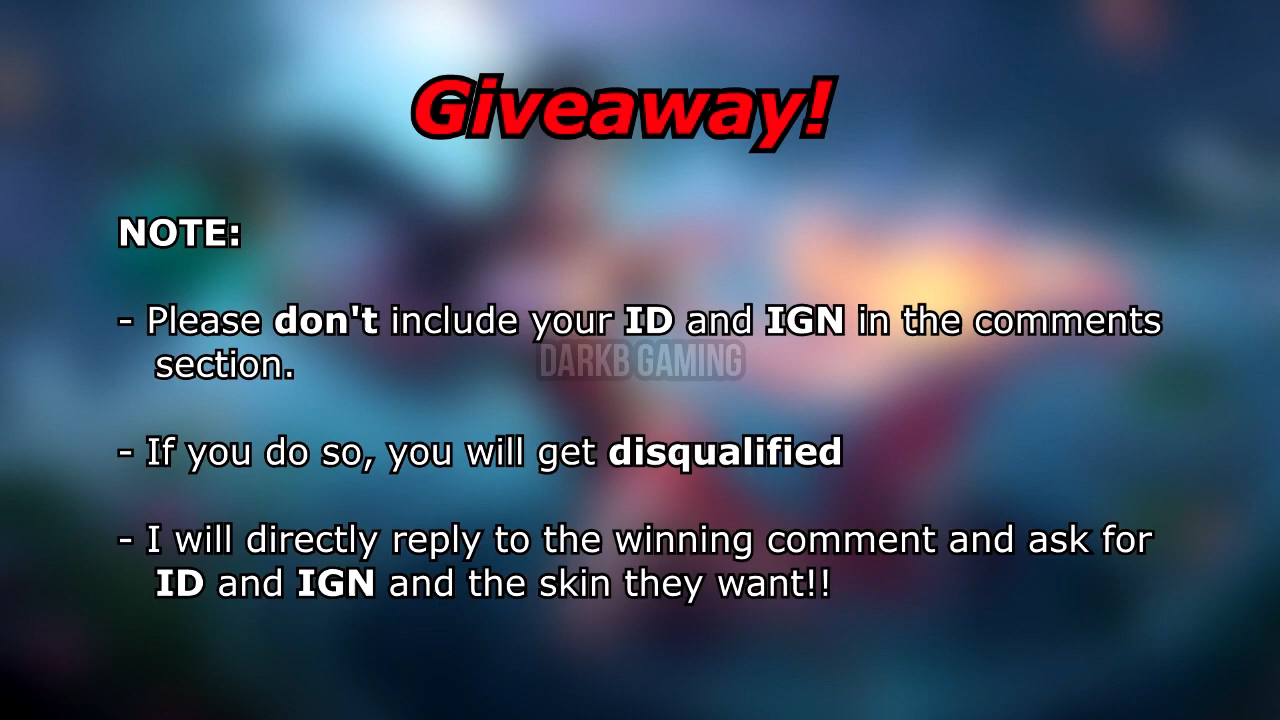 Giveaway!
NOTE:
- Please don't include your ID and IGN in the comments
section.
DARKB GAMING
- If you do so, you will get disqualified
- I will directly reply to the winning comment and ask for
ID and IGN and the skin they want!!